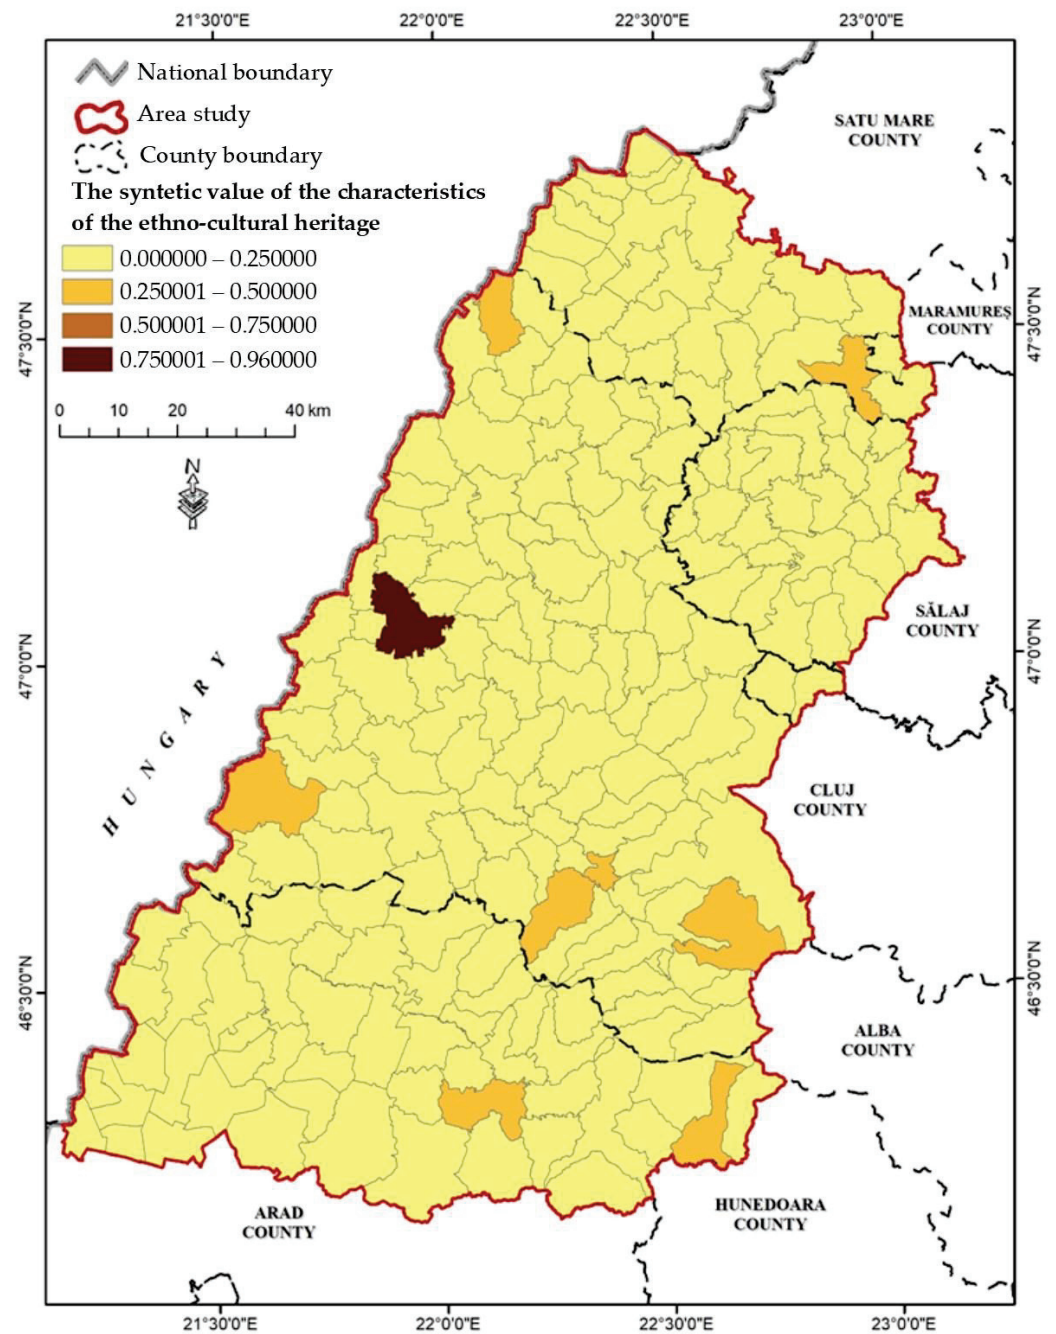 21°30'0"E 22°0'0"E 22°30'0"E 23°0'0"E
National boundary
Area study
County boundary
The syntetic value of the characteristics
of the ethno-cultural heritage
0.000000 – 0.250000
0.250001 – 0.500000
0.500001 – 0.750000
0.750001 – 0.960000
0 10 20 40 km
N
SATU MARE
COUNTY
MARAMUREȘ
COUNTY
47°30'0"N
47°30'0"N
SĂLAJ
COUNTY
47°0'0"N
47°0'0"N
HUNGARY
CLUJ
COUNTY
46°30'0"N
46°30'0"N
ALBA
COUNTY
ARAD
COUNTY
HUNEDOARA
COUNTY
21°30'0"E 22°0'0"E 22°30'0"E 23°0'0"E